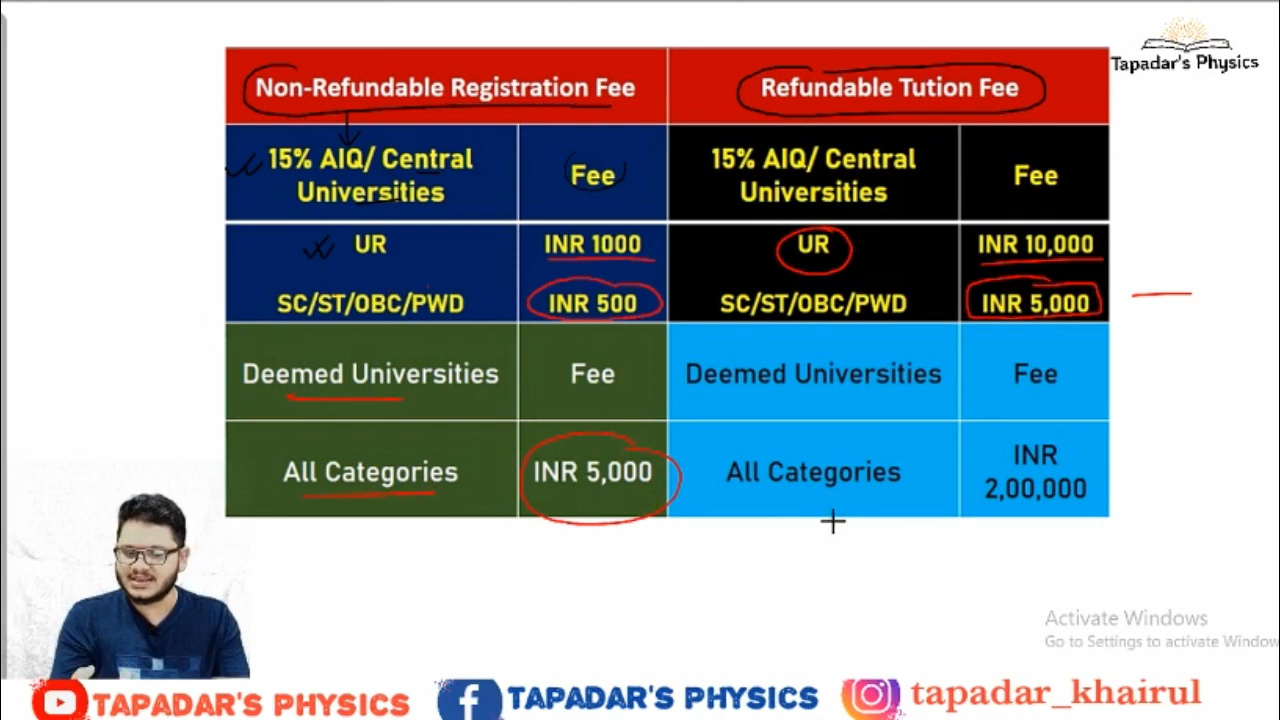 Tapadar's Physics
Non-Refundable Registration Fee
Refundable Tution Fee
15% AIQ/ Central
Universities
Fee
15% AIQ/ Central
Universities
Fee
UR
INR 1000
UR
INR 10,000
SC/ST/OBC/PWD
INR 500
SC/ST/OBC/PWD
INR 5,000
Deemed Universities
Fee
Deemed Universities
Fee
All Categories
INR 5,000
All Categories
INR
2,00,000
Activate Windows
Go to Settings to activate Window
TAPADAR'S PHYSICS
TAPADAR'S PHYSICS
tapadar_khairul